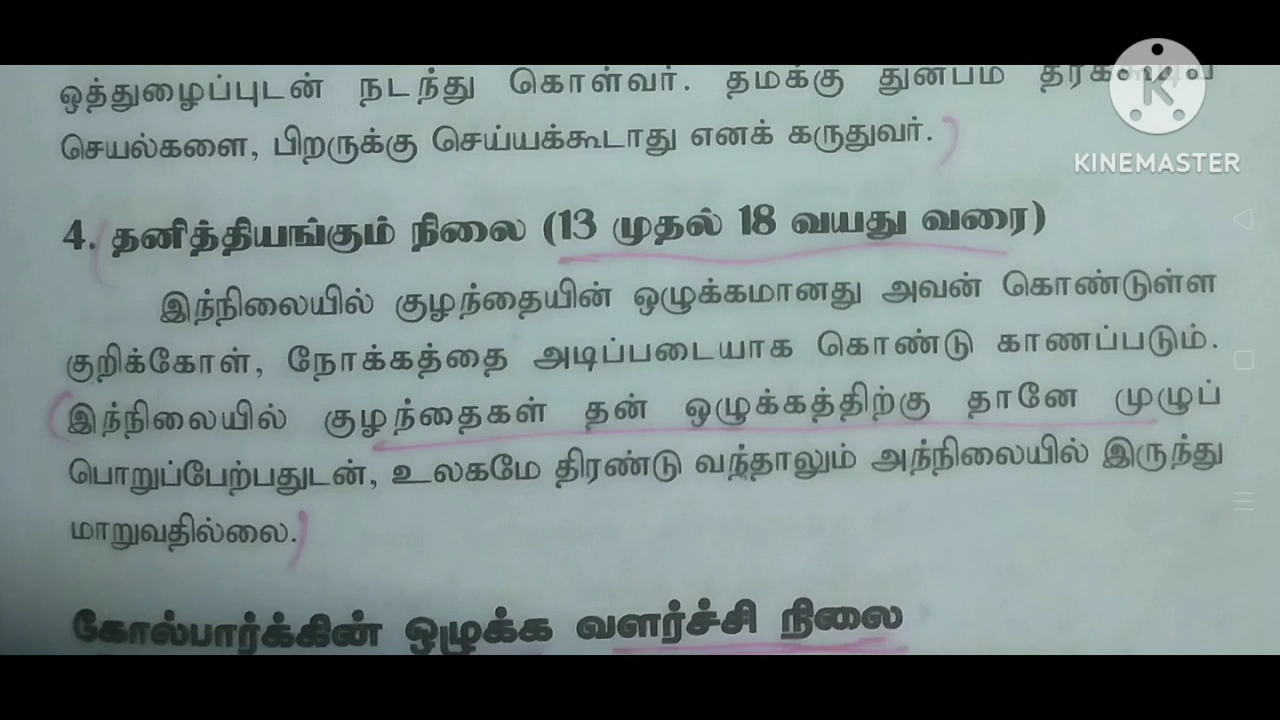 ஒத்துழைப்புடன் நடந்து கொள்வர். தமக்கு துன்பம்
செயல்களை, பிறருக்கு செய்யக்கூடாது எனக் கருதுவர்.
K
KINEMASTER
4. தனித்தியங்கும் நிலை (13 முதல் 18 வயது வரை)
இந்நிலையில் குழந்தையின் ஒழுக்கமானது அவன் கொண்டுள்ள
குறிக்கோள், நோக்கத்தை அடிப்படையாக கொண்டு காணப்படும்.
இந்நிலையில் குழந்தைகள் தன் ஒழுக்கத்திற்கு தானே முழுப்
பொறுப்பேற்பதுடன், உலகமே திரண்டு வந்தாலும் அந்நிலையில் இருந்து
மாறுவதில்லை.
கோல்பார்க்கின் ஒழுக்க வளர்ச்சி நிலை